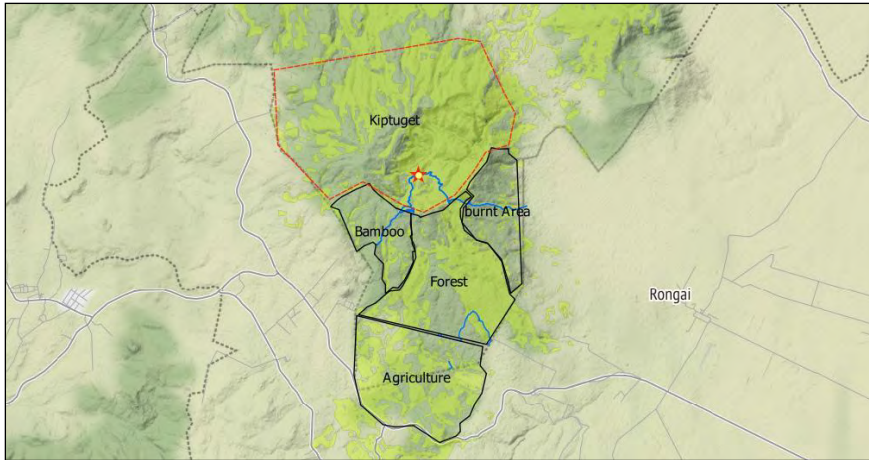 Kiptuget
burnt Area
Bamboo
Forest
Rongai
Agriculture